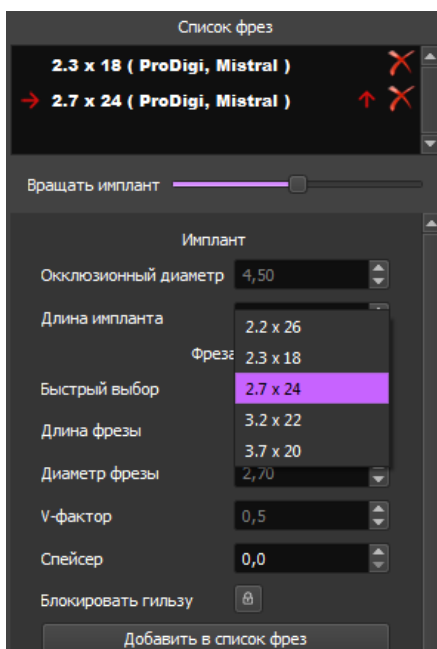 Список фрез
2.3 x 18 ( ProDigi, Mistral )
2.7 x 24 ( ProDigi, Mistral )
Вращать имплант
Имплант
Окклюзионный диаметр 4,50
Длина импланта
2.2 x 26
Фреза
2.3 x 18
Быстрый выбор 2.7 x 24
3.2 x 22
Длина фрезы
3.7 x 20
Диаметр фрезы 2,70
V-фактор 0,5
Спейсер 0,0
Блокировать гильзу
Добавить в список фрез